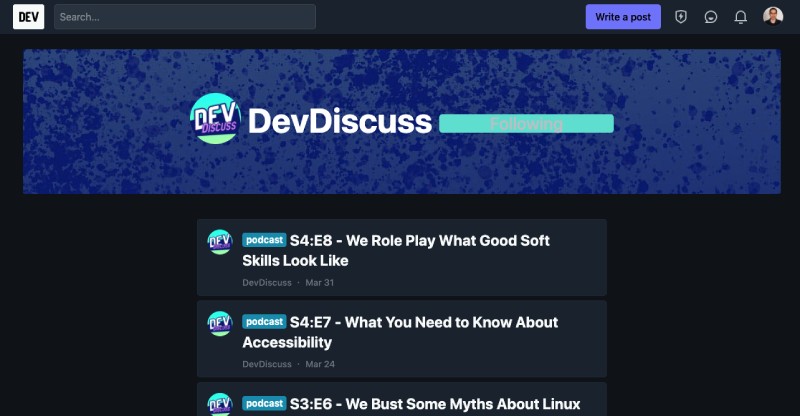 DEV
Search...
Write a post
DEV
DISCUSS
DevDiscuss
Following
DEV
DISCUSS
podcast S4:E8 - We Role Play What Good Soft
Skills Look Like
DevDiscuss · Mar 31
DEV
DISCUSS
podcast S4:E7 - What You Need to Know About
Accessibility
DevDiscuss · Mar 24
DEV
podcast S3:E6 - We Bust Some Myths About Linux